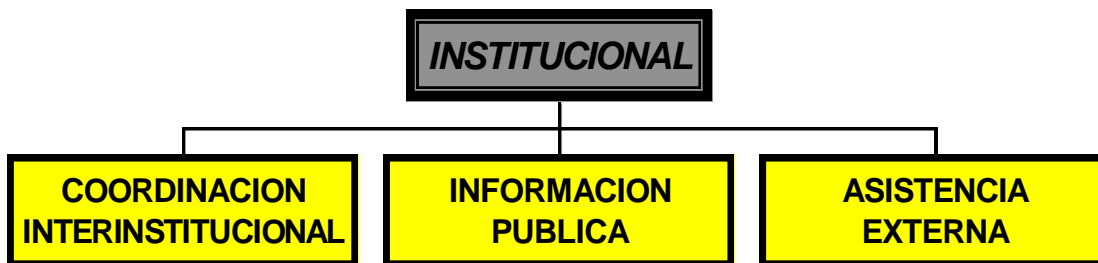 INSTITUCIONAL
COORDINACION
INTERINSTITUCIONAL
INFORMACION
PUBLICA
ASISTENCIA
EXTERNA